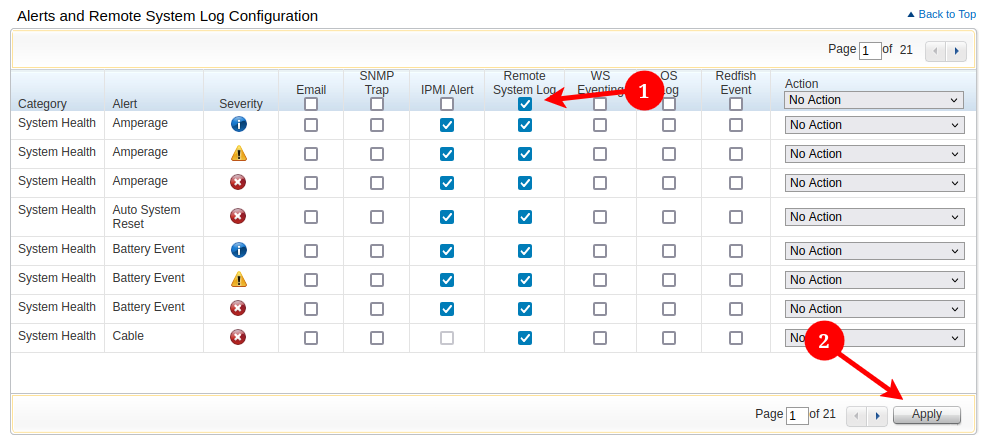 Alerts and Remote System Log Configuration
Back to Top
Page 1 of 21
Category Alert Severity Email SNMP Trap IPMI Alert Remote System Log WS Eventing OS Log Redfish Event Action
No Action
1
System Health Amperage No Action
System Health Amperage No Action
System Health Amperage No Action
System Health Auto System Reset No Action
System Health Battery Event No Action
System Health Battery Event No Action
System Health Battery Event No Action
System Health Cable No
2
Page 1 of 21 Apply